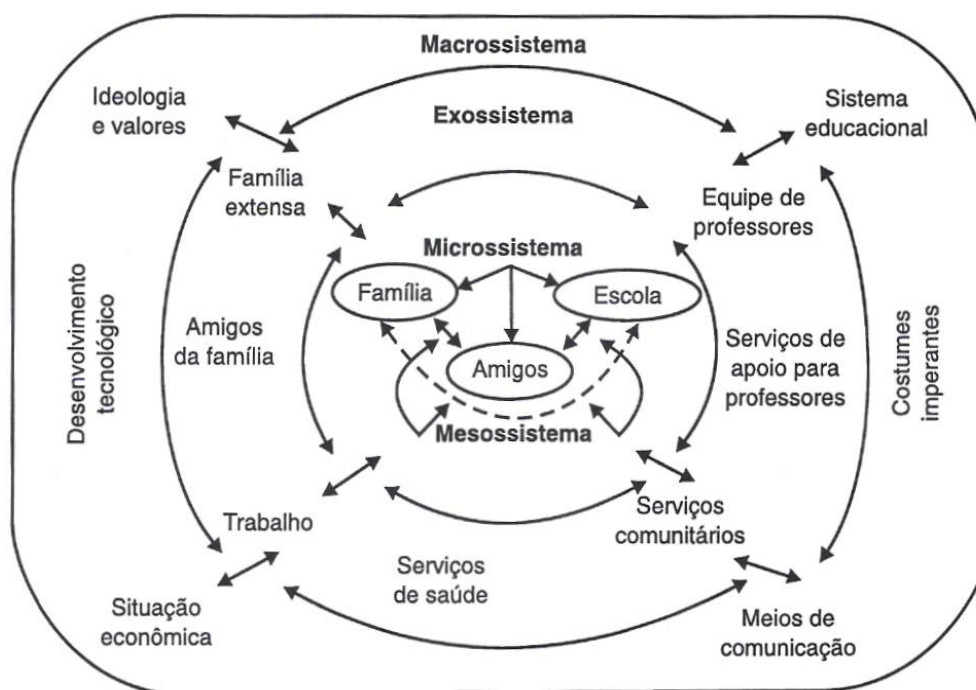 Macrossistema
Ideologia
e valores
Exossistema
Sistema
educacional
Família
extensa
Equipe de
professores
Microssistema
Família
Escola
Amigos
Mesossistema
Desenvolvimento
tecnológico
Amigos
da família
Serviços de
apoio para
professores
Costumes
imperantes
Trabalho
Serviços
comunitários
Serviços
de saúde
Situação
econômica
Meios de
comunicação